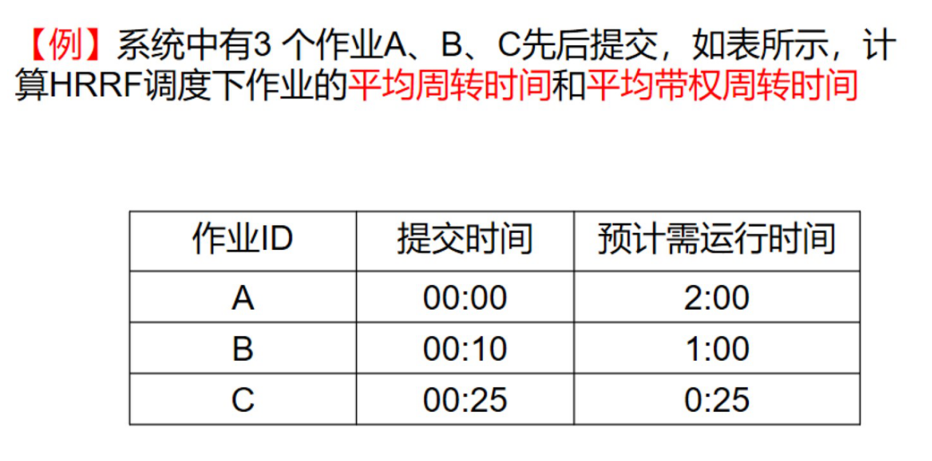 【例】系统中有3 个作业A、B、C先后提交，如表所示，计
算HRRF调度下作业的平均周转时间和平均带权周转时间
作业ID 提交时间 预计需运行时间
A 00:00 2:00
B 00:10 1:00
C 00:25 0:25